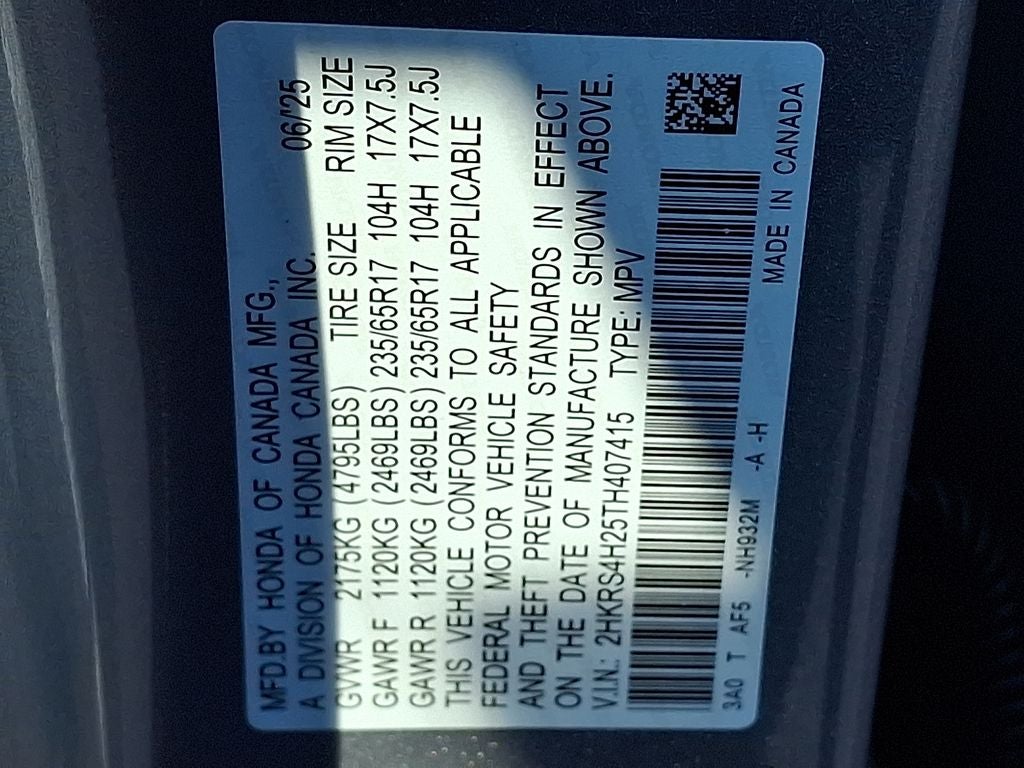 MFD.BY HONDA OF CANADA MFG.,
A DIVISION OF HONDA CANADA INC. 06/'25
GVWR 2175KG (4795LBS) TIRE SIZE RIM SIZE
GAWR F 1120KG (2469LBS) 235/65R17 104H 17X7.5J
GAWR R 1120KG (2469LBS) 235/65R17 104H 17X7.5J
THIS VEHICLE CONFORMS TO ALL APPLICABLE
FEDERAL MOTOR VEHICLE SAFETY
AND THEFT PREVENTION STANDARDS IN EFFECT
ON THE DATE OF MANUFACTURE SHOWN ABOVE.
V.I.N.: 2HKRS4H25TH407415 TYPE: MPV
3A0 T AF5 -NH932M -A -H MADE IN CANADA